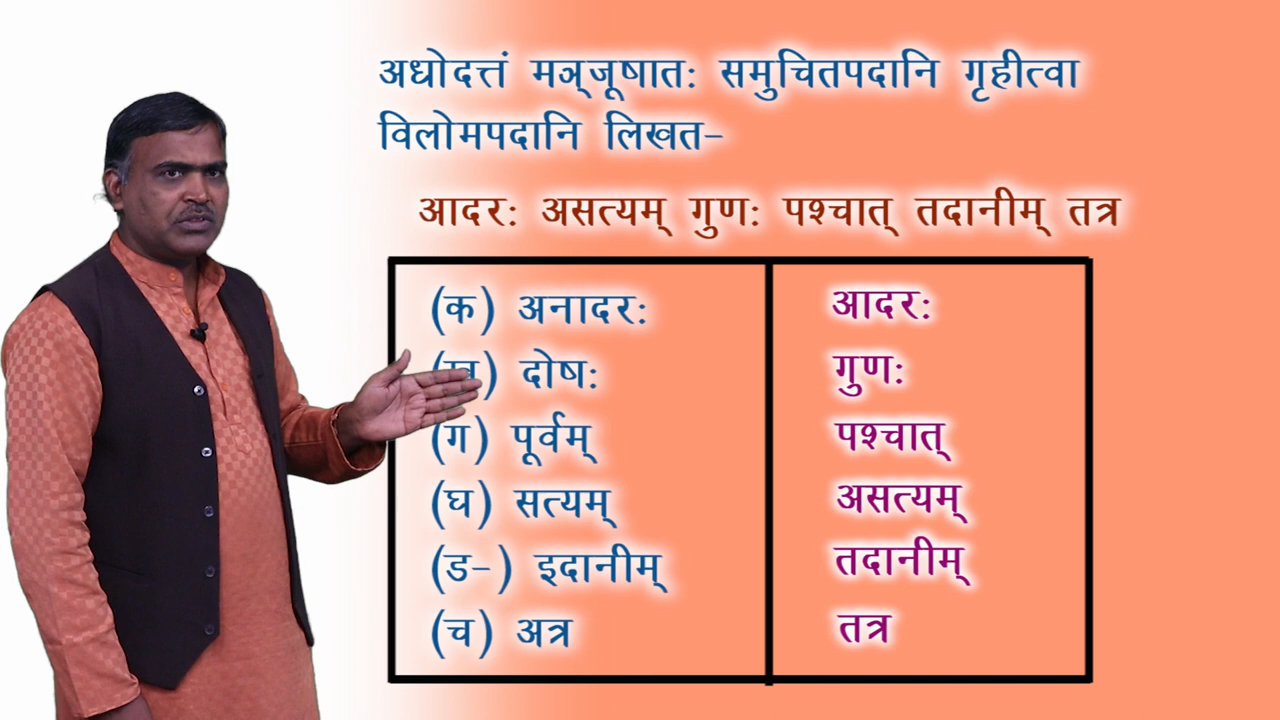 अधोदत्तं मञ्जूषातः समुचितपदानि गृहीत्वा
विलोमपदानि लिखत-
आदरः असत्यम् गुणः पश्चात् तदानीम् तत्र
(क) अनादरः आदरः
(ख) दोषः गुणः
(ग) पूर्वम् पश्चात्
(घ) सत्यम् असत्यम्
(ड-) इदानीम् तदानीम्
(च) अत्र तत्र